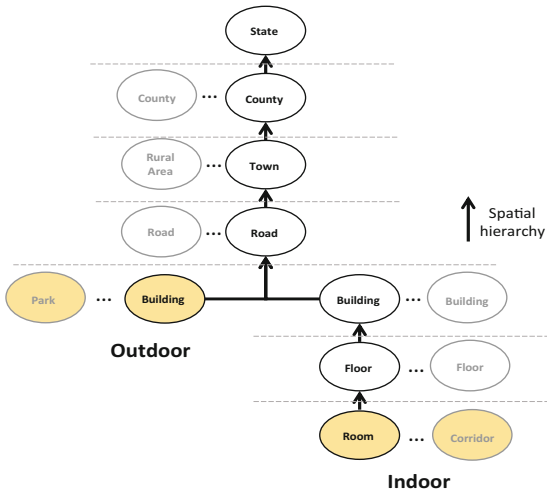 State
County ... County
Rural
Area
... Town
Road ... Road
Spatial
hierarchy
Park ... Building
Building ... Building
Outdoor
Floor ... Floor
Room ... Corridor
Indoor